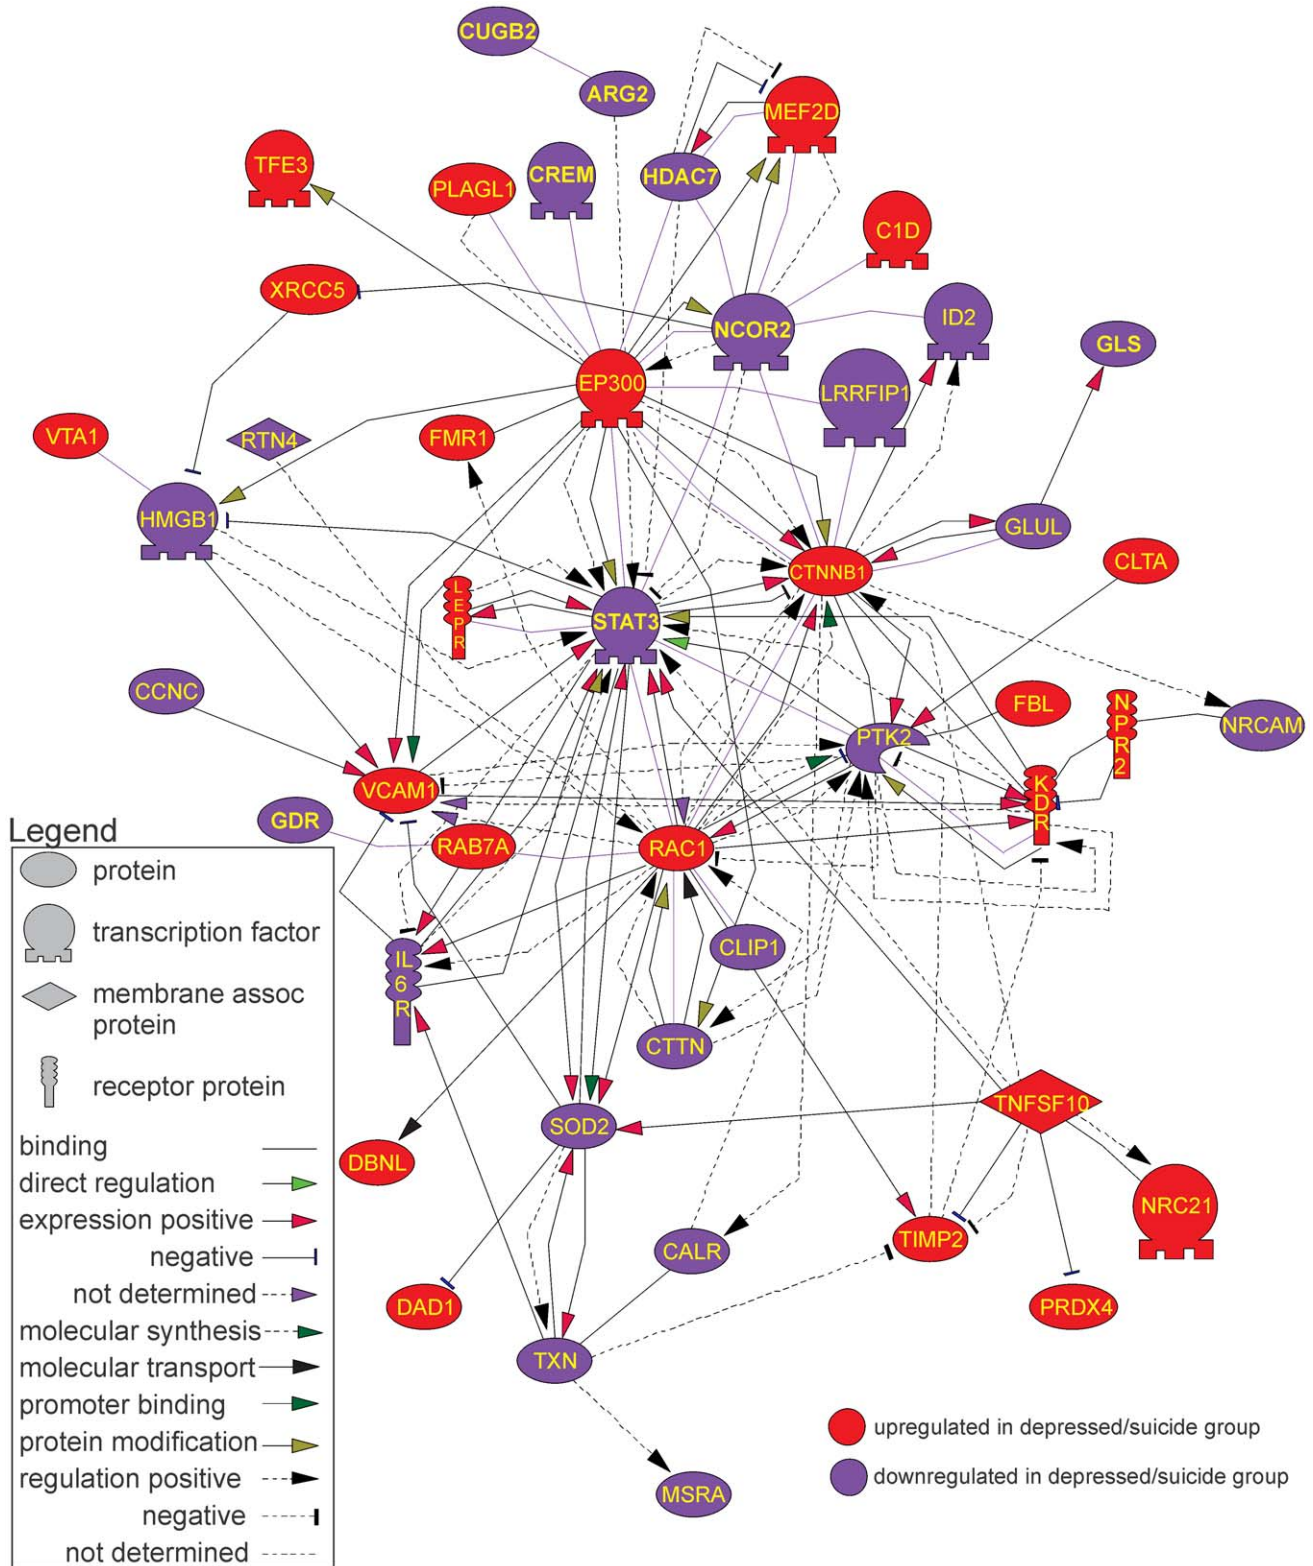 CUGB2
ARG2
MEF2D
TFE3
PLAGL1
CREM
HDAC7
C1D
XRCC5
NCOR2
ID2
GLS
EP300
LRRFIP1
VTA1
RTN4
FMR1
HMGB1
GLUL
CTNNB1
CLTA
L
E
P
R
STAT3
CCNC
FBL
N
P
R
2
NRCAM
PTK2
VCAM1
K
D
R
GDR
RAB7A
RAC1
IL
6
R
CLIP1
CTTN
TNFSF10
SOD2
DBNL
NRC21
CALR
TIMP2
DAD1
PRDX4
TXN
MSRA
Legend
protein
transcription factor
membrane assoc
protein
receptor protein
binding
direct regulation
expression positive
negative
not determined
molecular synthesis
molecular transport
promoter binding
protein modification
regulation positive
negative
not determined
upregulated in depressed/suicide group
downregulated in depressed/suicide group